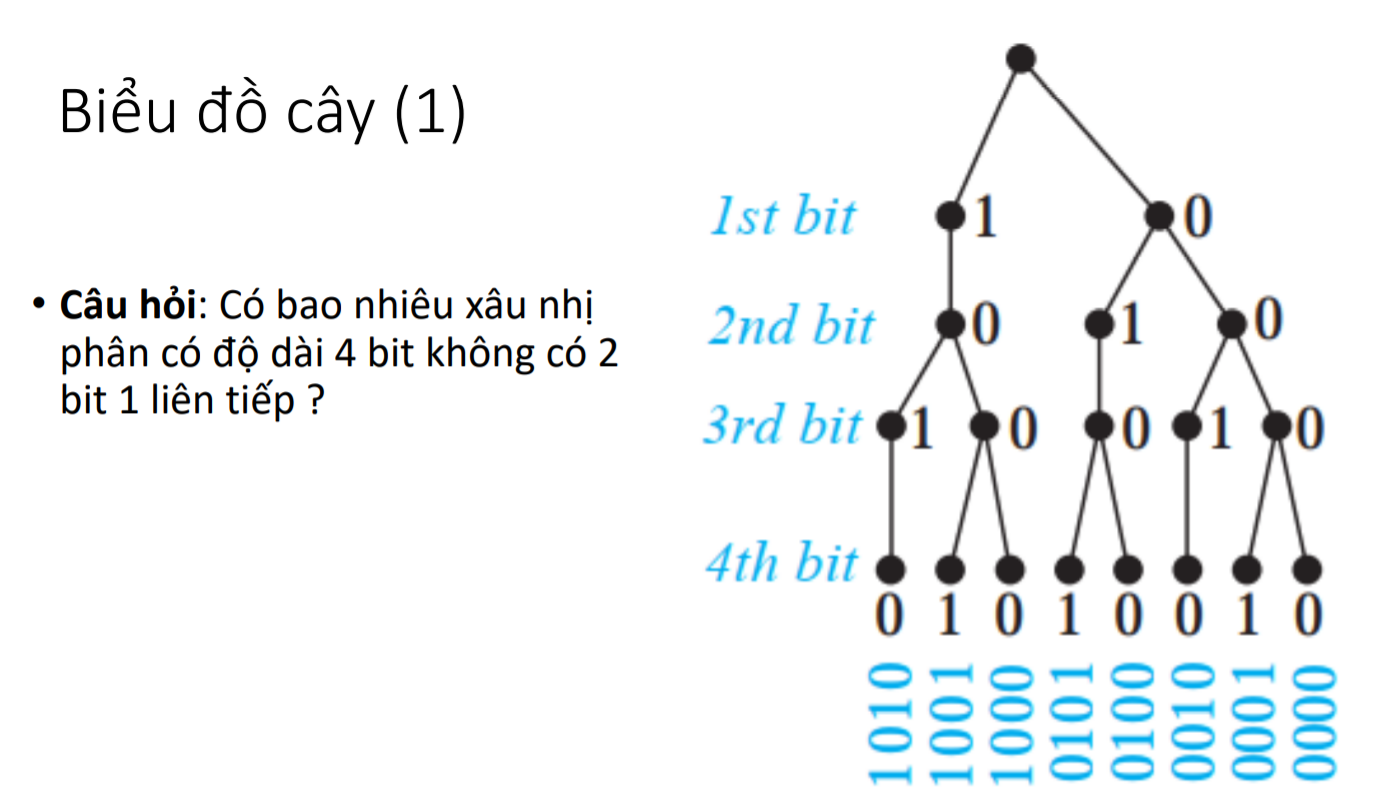 Biểu đồ cây (1)
• Câu hỏi: Có bao nhiêu xâu nhị
phân có độ dài 4 bit không có 2
bit 1 liên tiếp ?
1st bit 1 0
2nd bit 0 1 0
3rd bit 1 0 0 1 0
4th bit
0 1 0 1 0 0 1 0
1010
1001
1000
0101
0100
0010
0001
0000